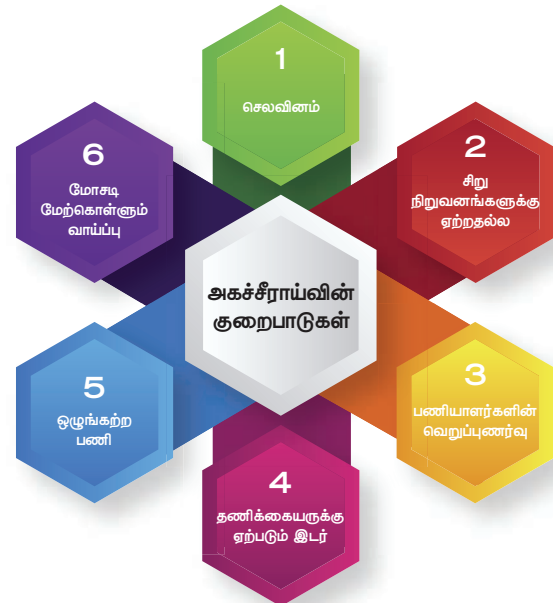 1
செலவினம்
2
சிறு
நிறுவனங்களுக்கு
ஏற்றதல்ல
3
பணியாளர்களின்
வெறுப்புணர்வு
4
தணிக்கையருக்கு
ஏற்படும் இடர்
5
ஒழுங்கற்ற
பணி
6
மோசடி
மேற்கொள்ளும்
வாய்ப்பு
அகச்சீராய்வின்
குறைபாடுகள்